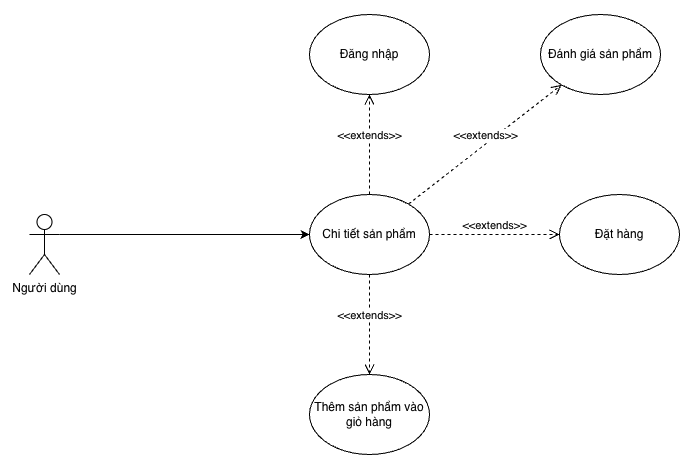 Đăng nhập
Đánh giá sản phẩm
<<extends>>
<<extends>>
Chi tiết sản phẩm
<<extends>>
Đặt hàng
Người dùng
<<extends>>
Thêm sản phẩm vào
giỏ hàng